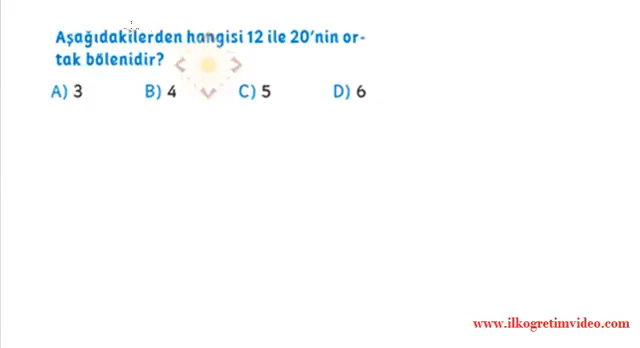 Aşağıdakilerden hangisi 12 ile 20'nin or-
tak bölenidir?
A) 3 B) 4 C) 5 D) 6
www.ilkogretimvideo.com